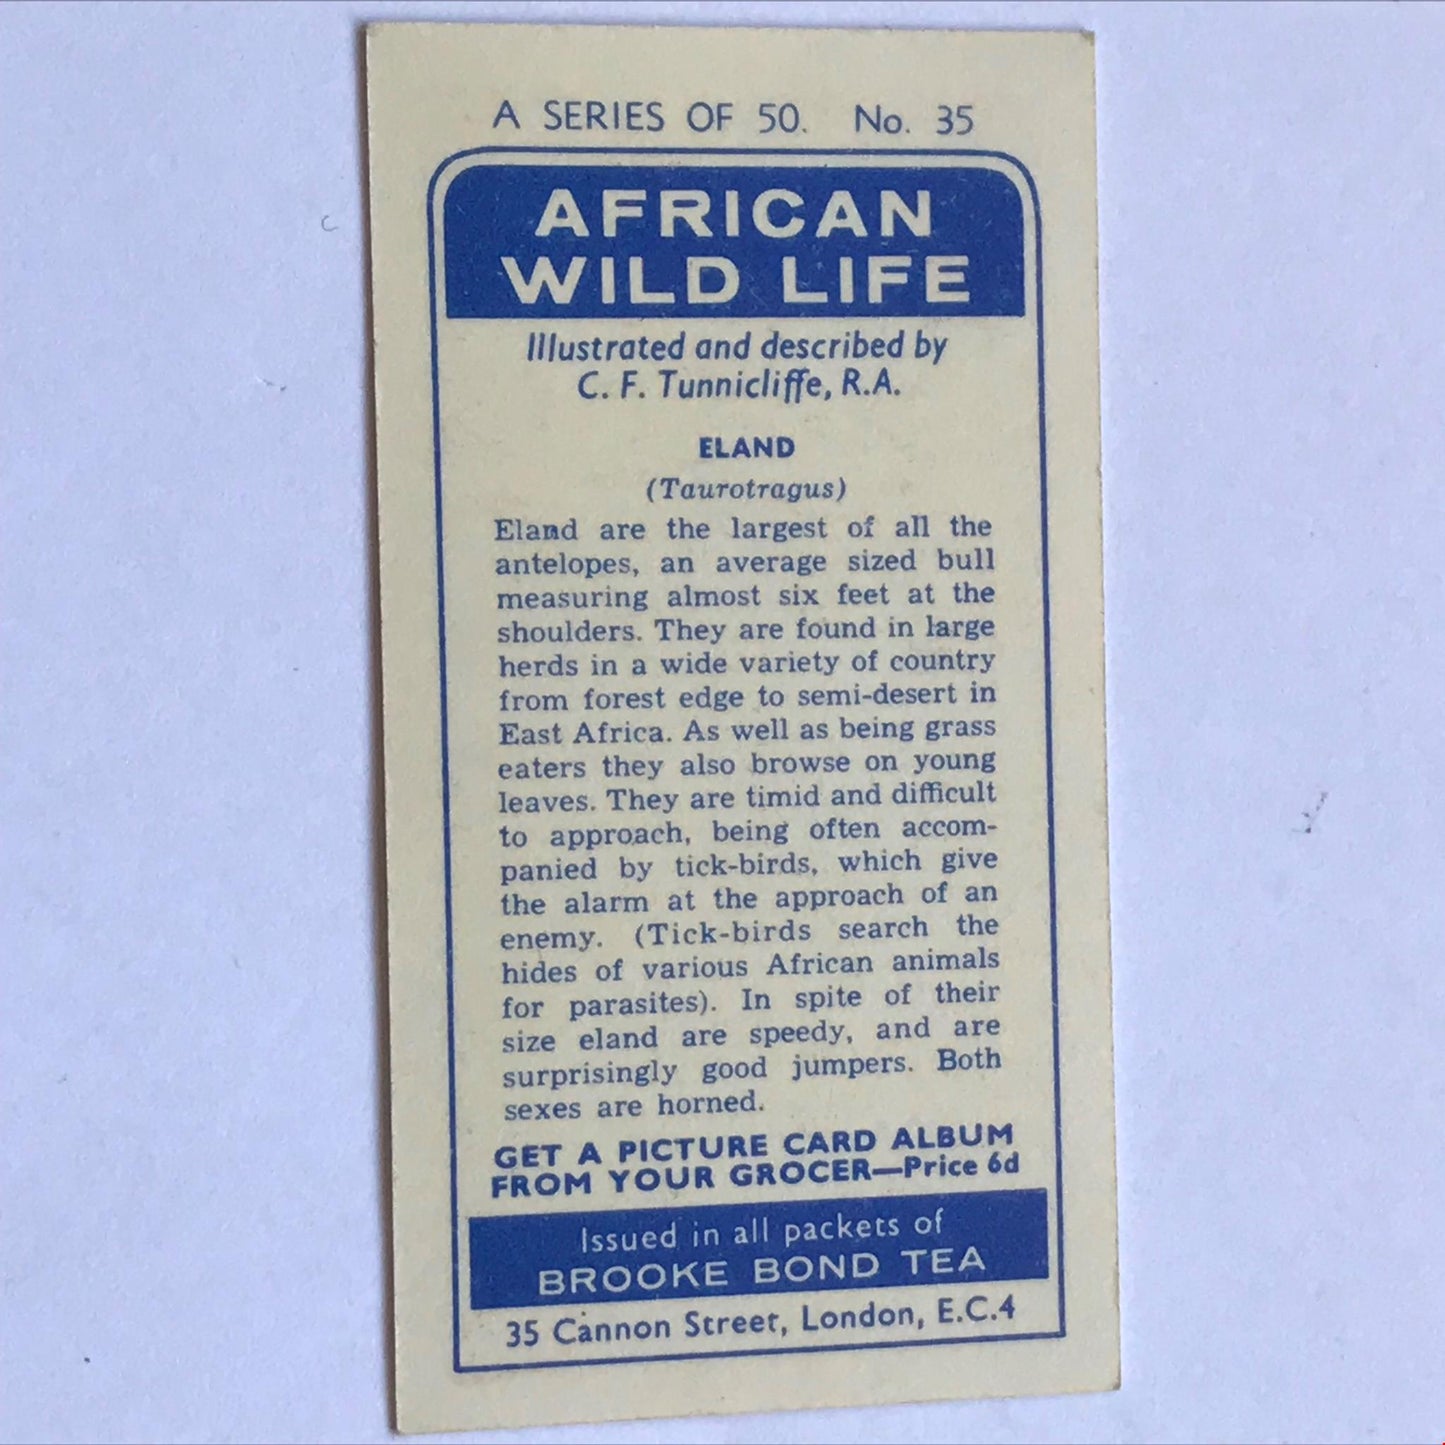 A SERIES OF 50. No. 35
AFRICAN
WILD LIFE
Illustrated and described by
C. F. Tunnicliffe, R.A.
ELAND
(Taurotragus)
Eland are the largest of all the
antelopes, an average sized bull
measuring almost six feet at the
shoulders. They are found in large
herds in a wide variety of country
from forest edge to semi-desert in
East Africa. As well as being grass
eaters they also browse on young
leaves. They are timid and difficult
to approach, being often accom-
panied by tick-birds, which give
the alarm at the approach of an
enemy. (Tick-birds search the
hides of various African animals
for parasites). In spite of their
size eland are speedy, and are
surprisingly good jumpers. Both
sexes are horned.
GET A PICTURE CARD ALBUM
FROM YOUR GROCER—Price 6d
Issued in all packets of
BROOKE BOND TEA
35 Cannon Street, London, E.C.4